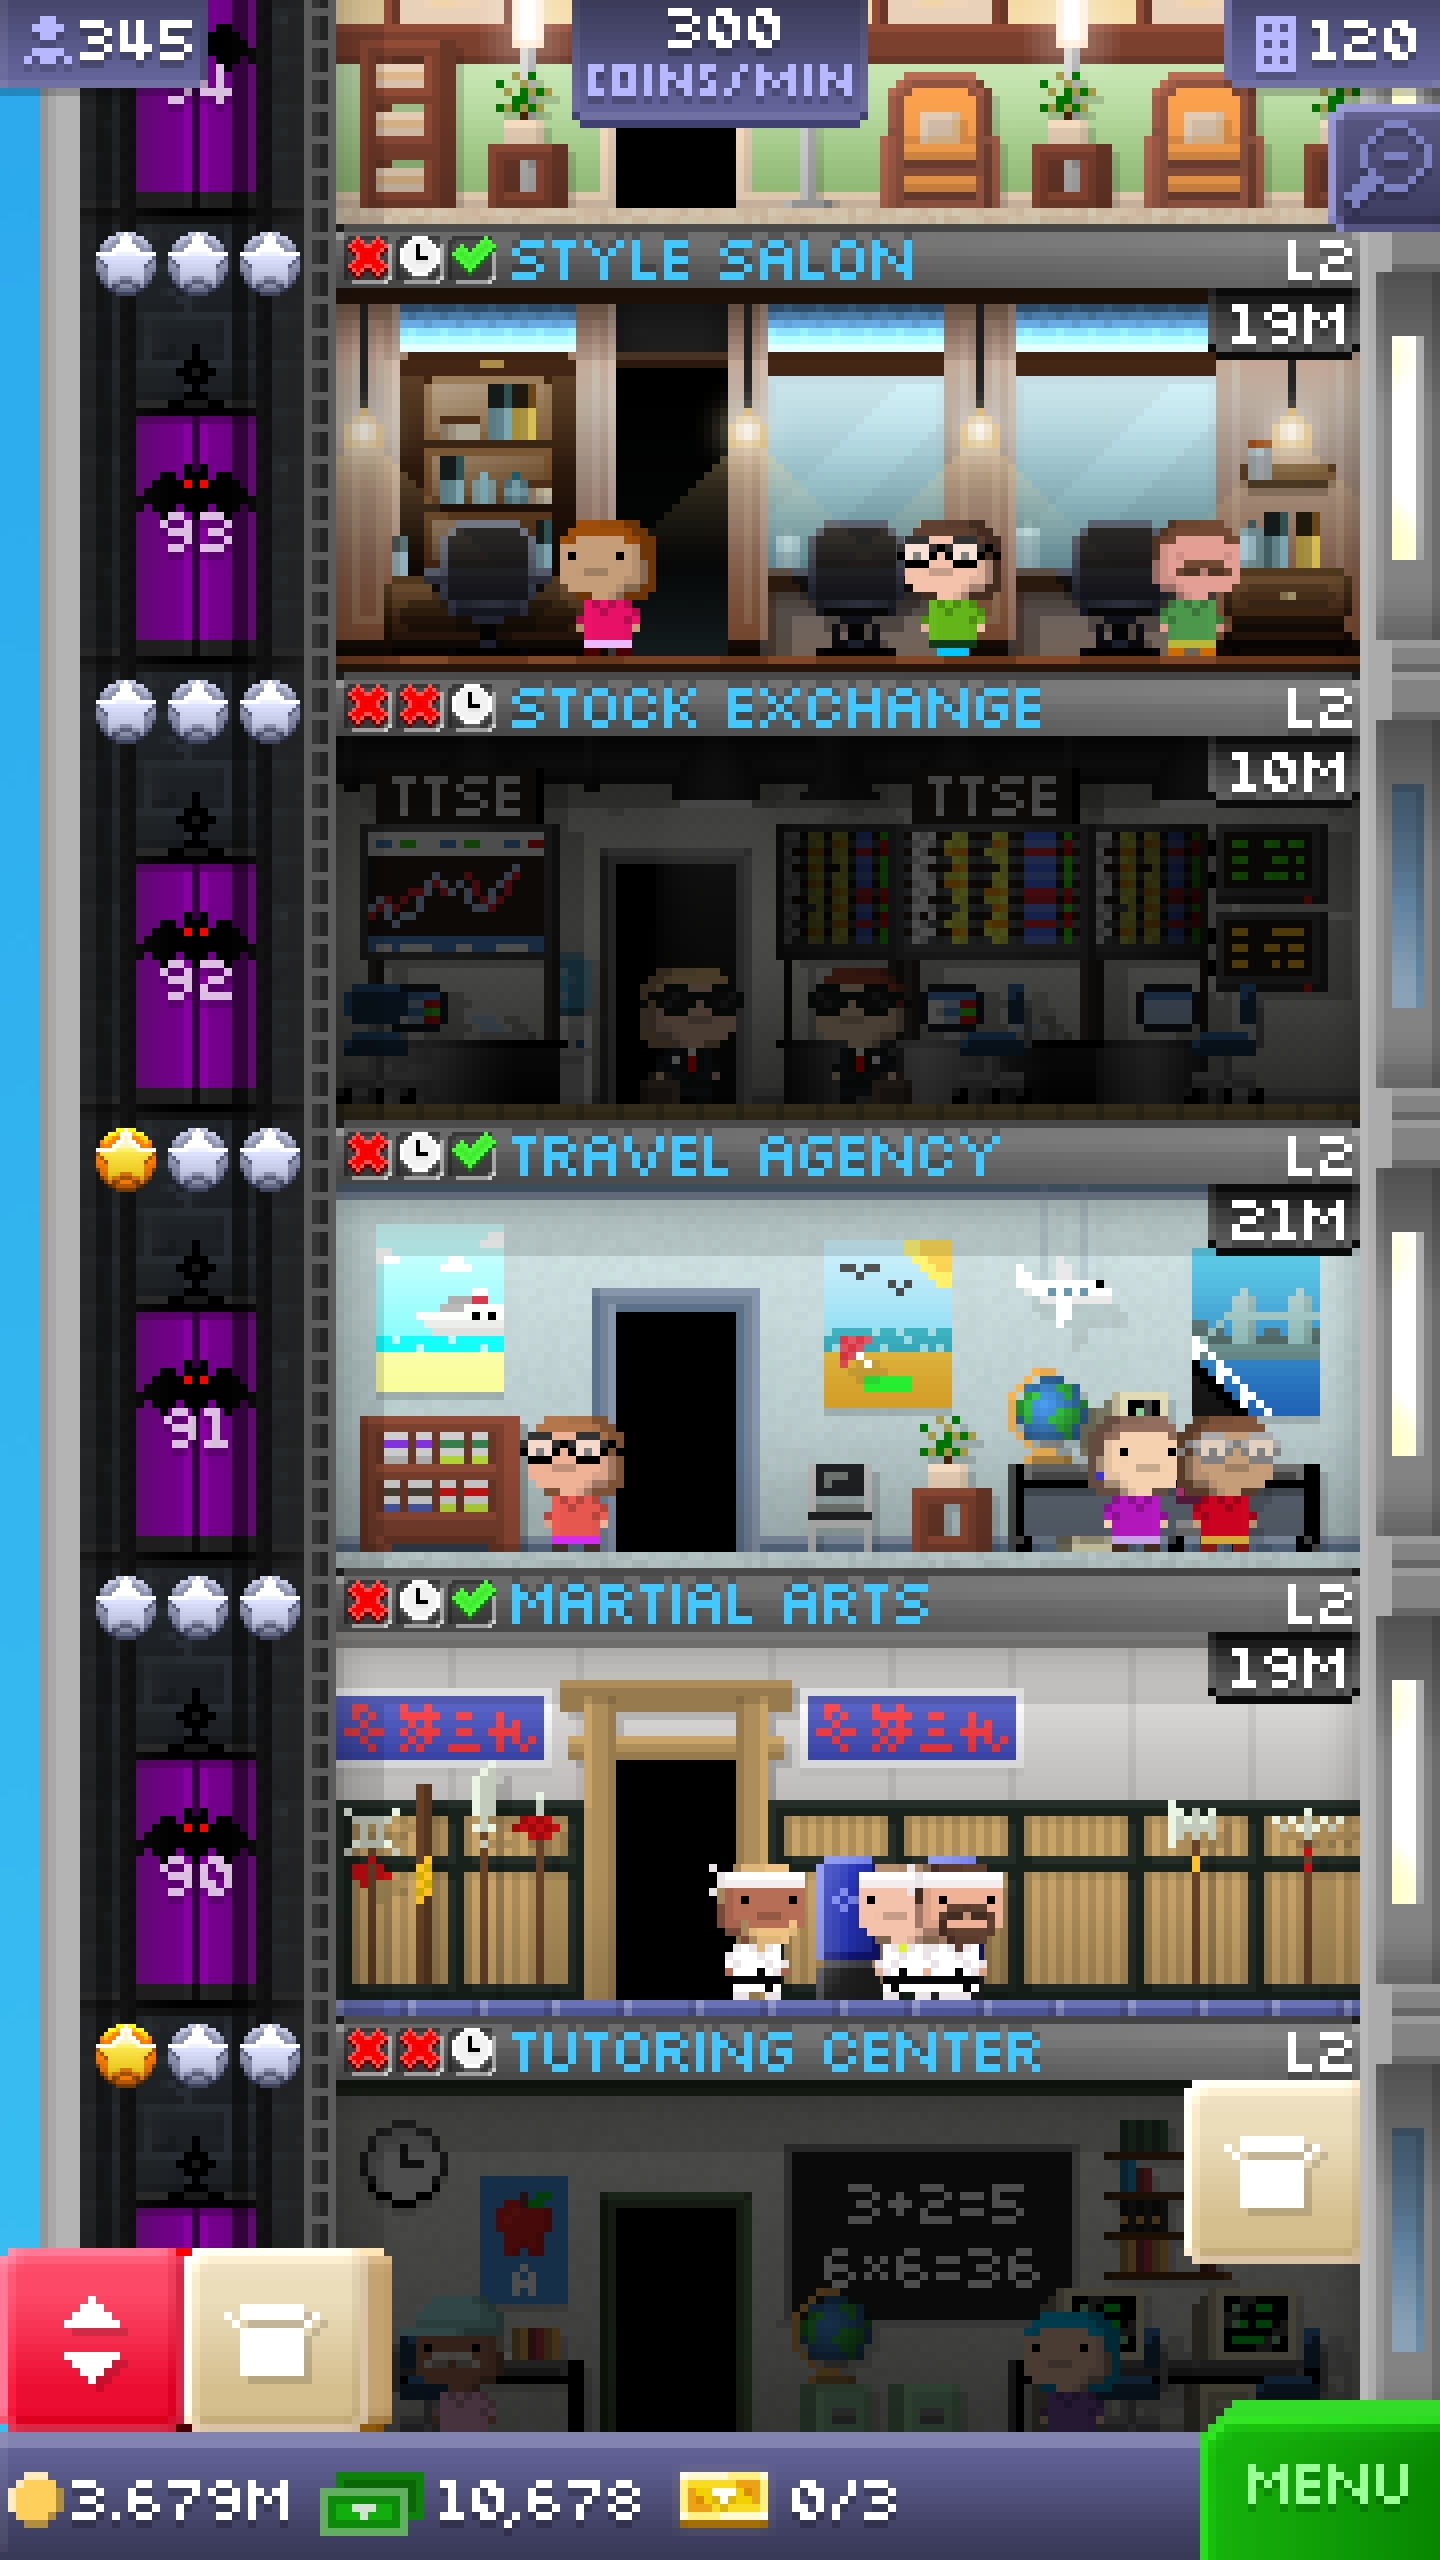 345
300
COINS/MIN
120
STYLE SALON L2
19M
93
STOCK EXCHANGE L2
10M
TTSE TTSE
92
TRAVEL AGENCY L2
21M
91
MARTIAL ARTS L2
19M
90
TUTORING CENTER L2
3+2=5
6×6=36
A
3.679M 10,678 0/3 MENU